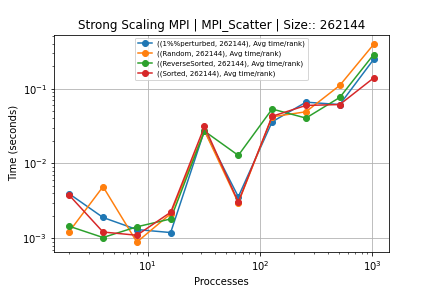 Strong Scaling MPI | MPI_Scatter | Size:: 262144
((1%%perturbed, 262144), Avg time/rank)
((Random, 262144), Avg time/rank)
((ReverseSorted, 262144), Avg time/rank)
((Sorted, 262144), Avg time/rank)
Time (seconds)
10⁻¹
10⁻²
10⁻³
10¹ 10² 10³
Proccesses